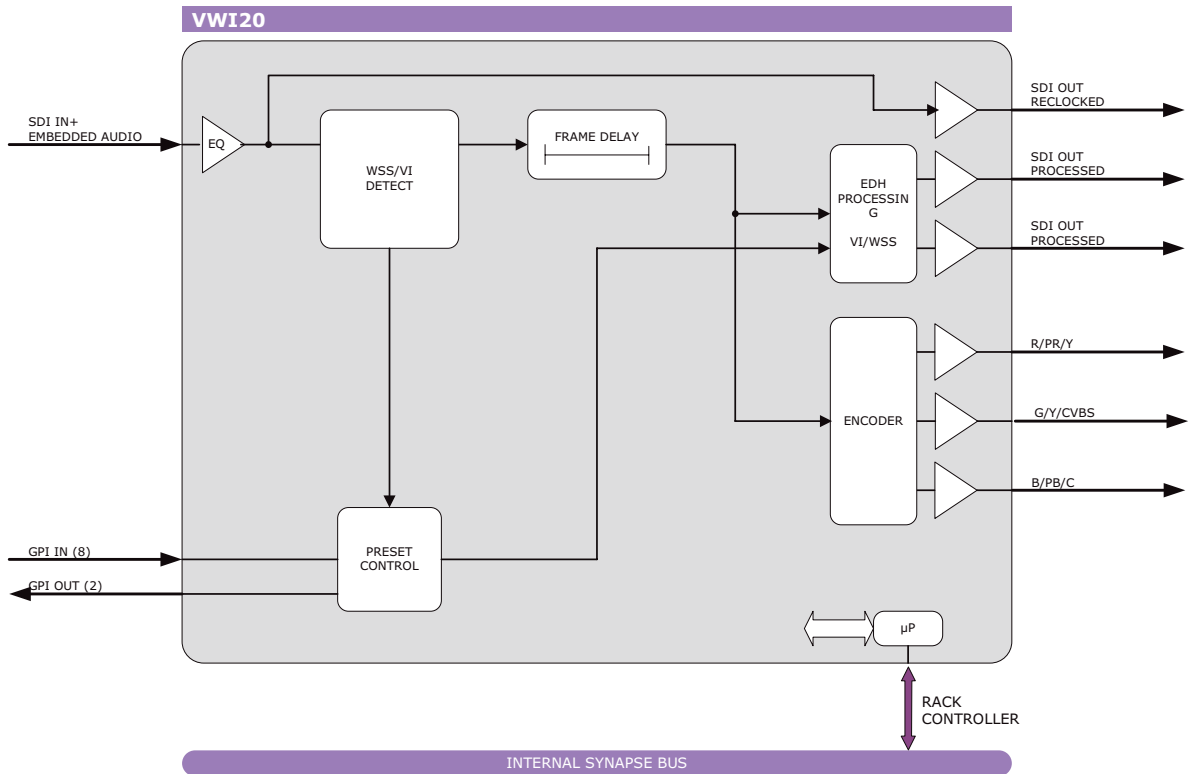 VWI20
SDI IN+
EMBEDDED AUDIO
EQ
WSS/VI
DETECT
FRAME DELAY
EDH
PROCESSIN
G
VI/WSS
SDI OUT
RECLOCKED
SDI OUT
PROCESSED
SDI OUT
PROCESSED
ENCODER
R/PR/Y
G/Y/CVBS
B/PB/C
GPI IN (8)
GPI OUT (2)
PRESET
CONTROL
µP
RACK
CONTROLLER
INTERNAL SYNAPSE BUS